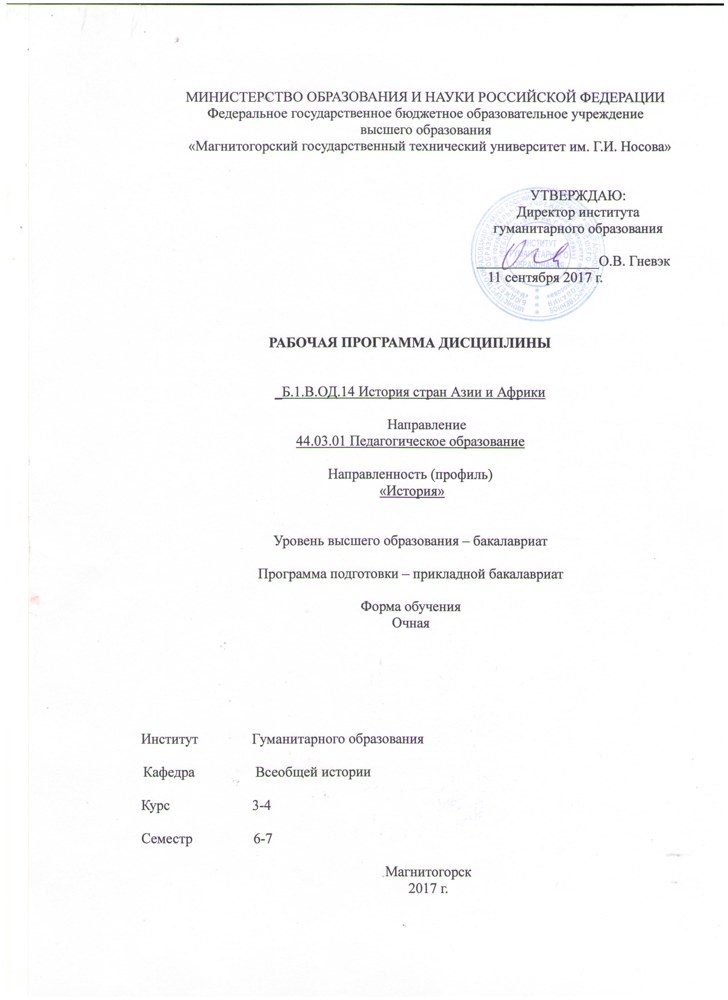 МИНИСТЕРСТВО ОБРАЗОВАНИЯ И НАУКИ РОССИЙСКОЙ ФЕДЕРАЦИИ
Федеральное государственное бюджетное образовательное учреждение
высшего образования
«Магнитогорский государственный технический университет им. Г.И. Носова»
УТВЕРЖДАЮ:
Директор института
гуманитарного образования
ИНСТИТУТ
ГУМАНИТАРНОГО
ОБРАЗОВАНИЯ
О.В. Гневэк
11 сентября 2017 г.
РАБОЧАЯ ПРОГРАММА ДИСЦИПЛИНЫ
_Б.1.В.ОД.14 История стран Азии и Африки
Направление
44.03.01 Педагогическое образование
Направленность (профиль)
«История»
Уровень высшего образования – бакалавриат
Программа подготовки – прикладной бакалавриат
Форма обучения
Очная
Институт Гуманитарного образования
Кафедра Всеобщей истории
Курс 3-4
Семестр 6-7
Магнитогорск
2017 г.